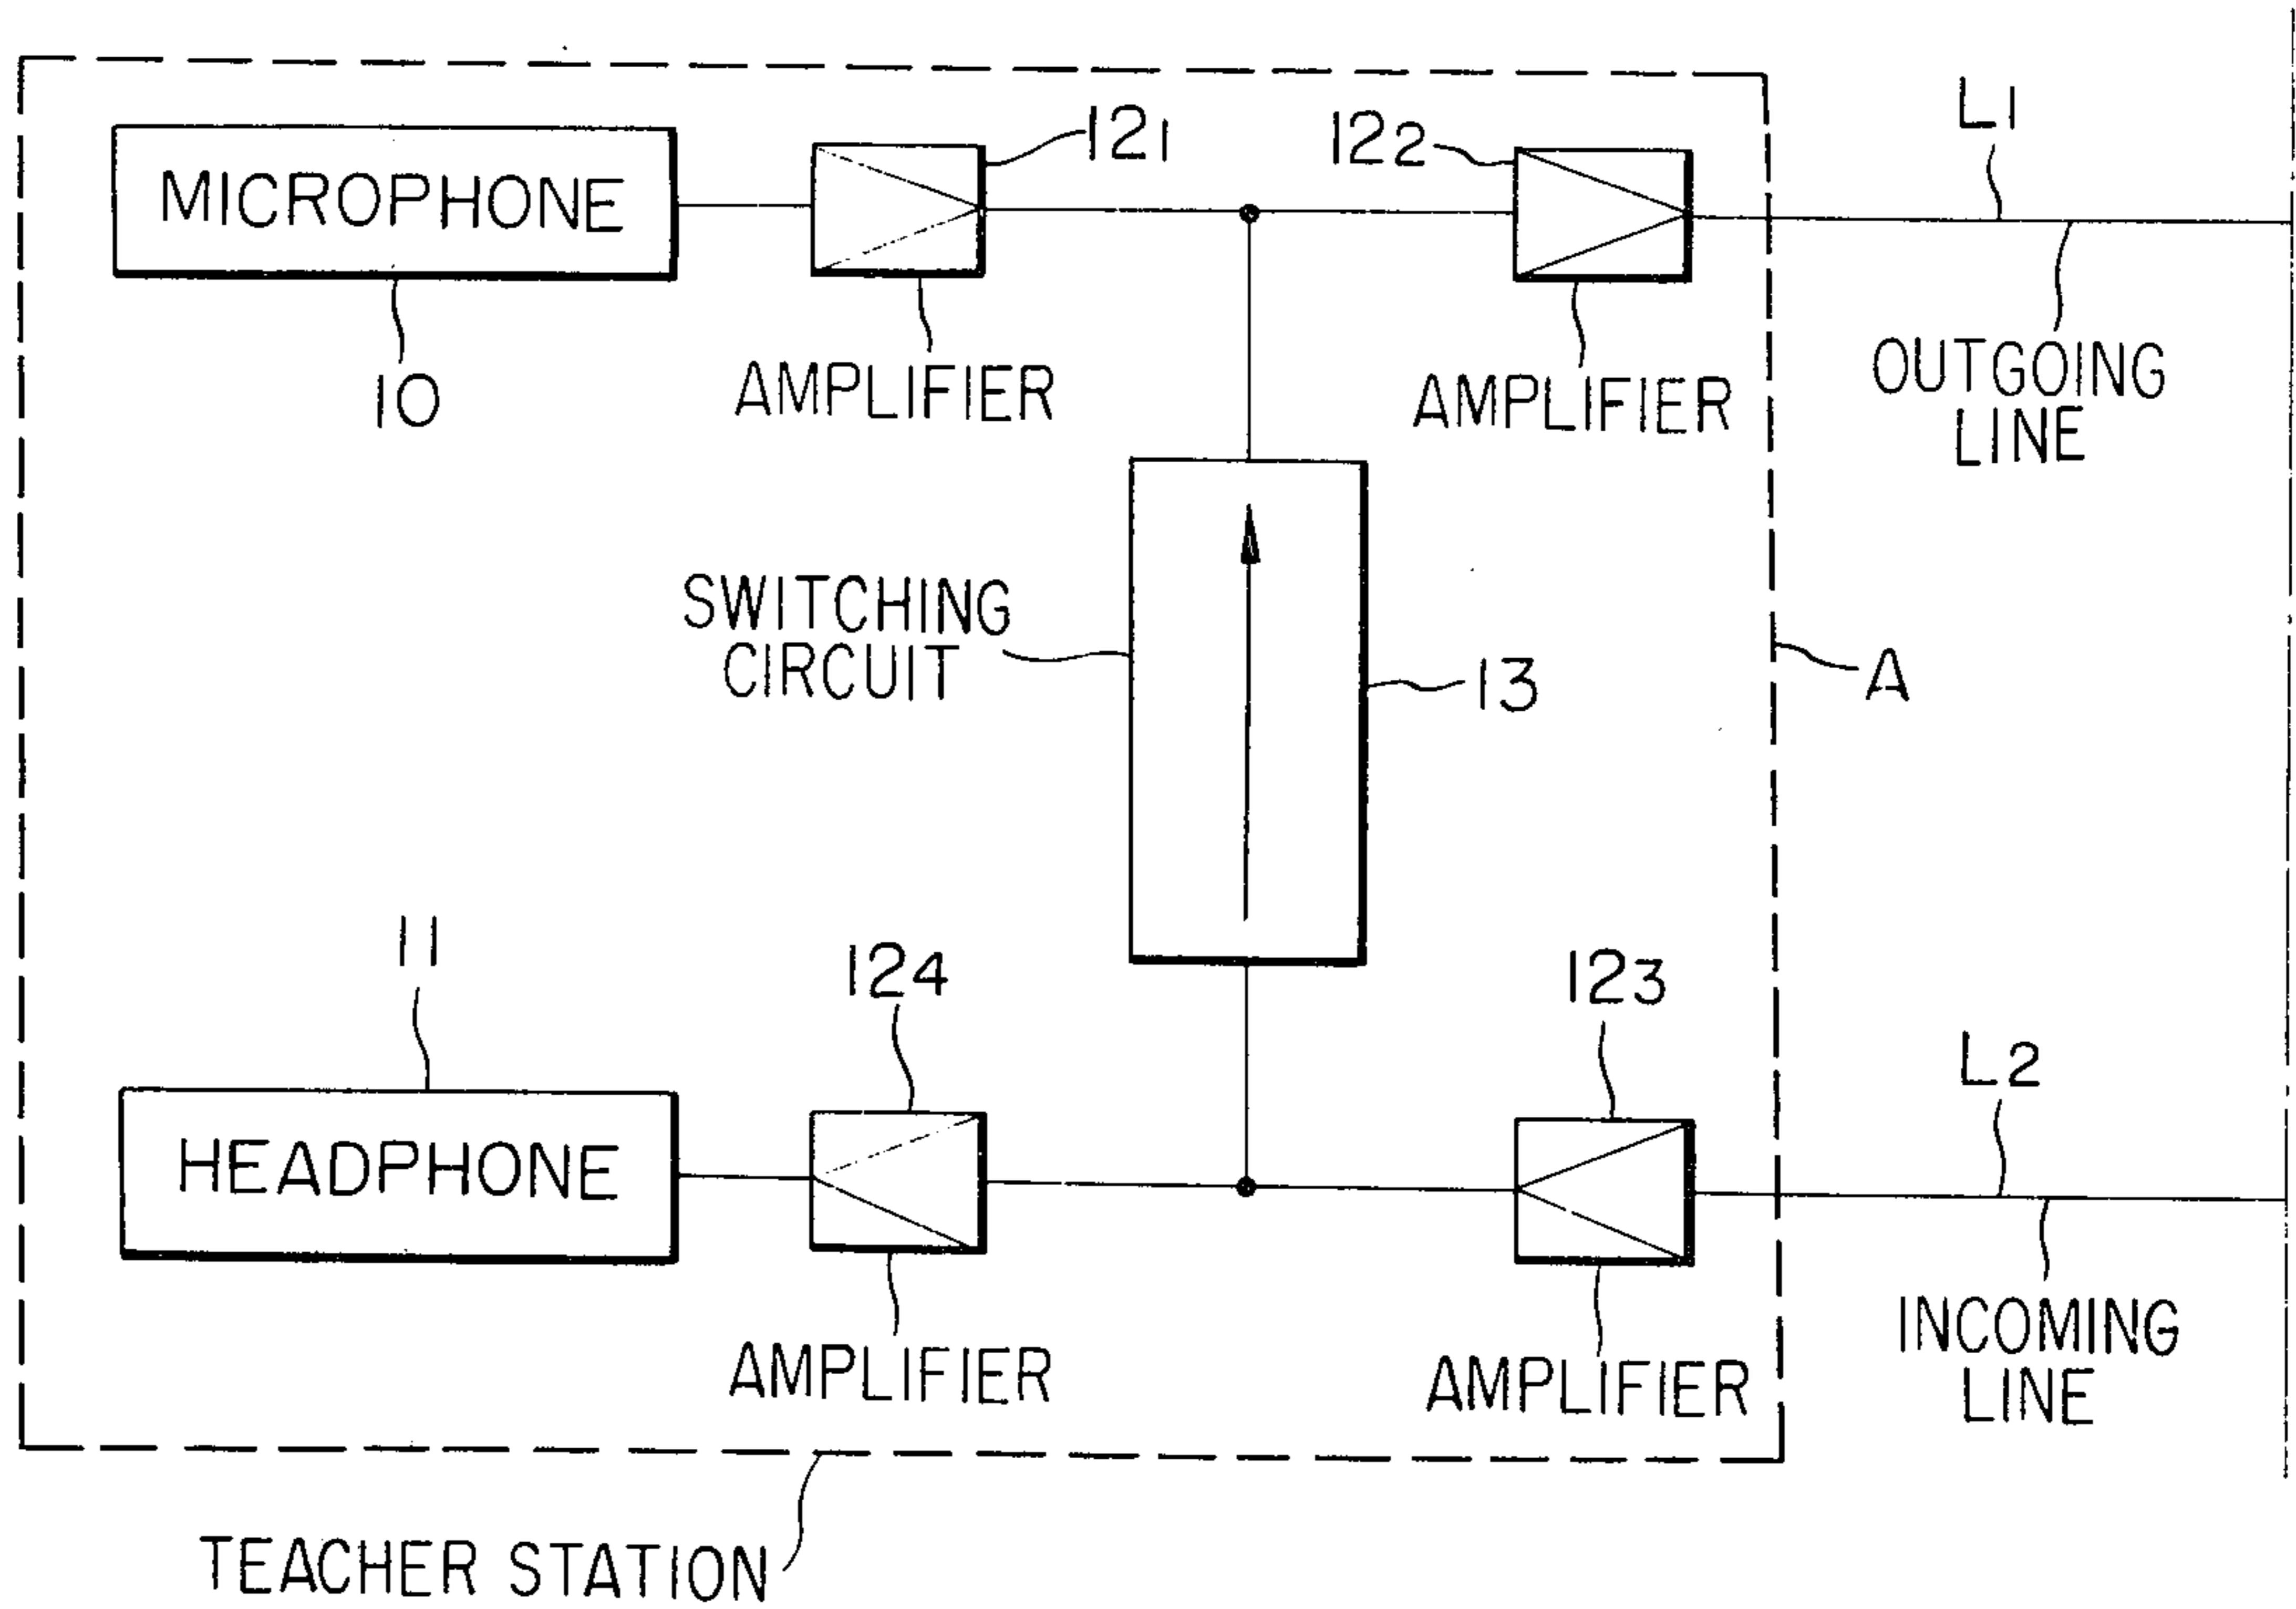 L1
121
122
MICROPHONE
10
AMPLIFIER
AMPLIFIER
OUTGOING
LINE
SWITCHING
CIRCUIT
13
A
11
124
123
L2
HEADPHONE
AMPLIFIER
AMPLIFIER
INCOMING
LINE
TEACHER STATION